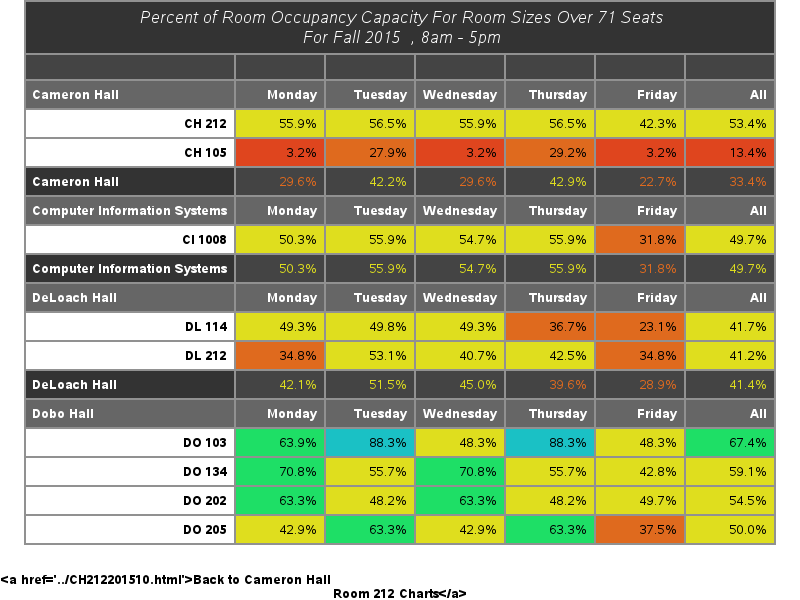 Percent of Room Occupancy Capacity For Room Sizes Over 71 Seats
For Fall 2015 , 8am - 5pm
Cameron Hall Monday Tuesday Wednesday Thursday Friday All
CH 212 55.9% 56.5% 55.9% 56.5% 42.3% 53.4%
CH 105 3.2% 27.9% 3.2% 29.2% 3.2% 13.4%
Cameron Hall 29.6% 42.2% 29.6% 42.9% 22.7% 33.4%
Computer Information Systems Monday Tuesday Wednesday Thursday Friday All
CI 1008 50.3% 55.9% 54.7% 55.9% 31.8% 49.7%
Computer Information Systems 50.3% 55.9% 54.7% 55.9% 31.8% 49.7%
DeLoach Hall Monday Tuesday Wednesday Thursday Friday All
DL 114 49.3% 49.8% 49.3% 36.7% 23.1% 41.7%
DL 212 34.8% 53.1% 40.7% 42.5% 34.8% 41.2%
DeLoach Hall 42.1% 51.5% 45.0% 39.6% 28.9% 41.4%
Dobo Hall Monday Tuesday Wednesday Thursday Friday All
DO 103 63.9% 88.3% 48.3% 88.3% 48.3% 67.4%
DO 134 70.8% 55.7% 70.8% 55.7% 42.8% 59.1%
DO 202 63.3% 48.2% 63.3% 48.2% 49.7% 54.5%
DO 205 42.9% 63.3% 42.9% 63.3% 37.5% 50.0%
<a href='../CH212201510.html'>Back to Cameron Hall
Room 212 Charts</a>